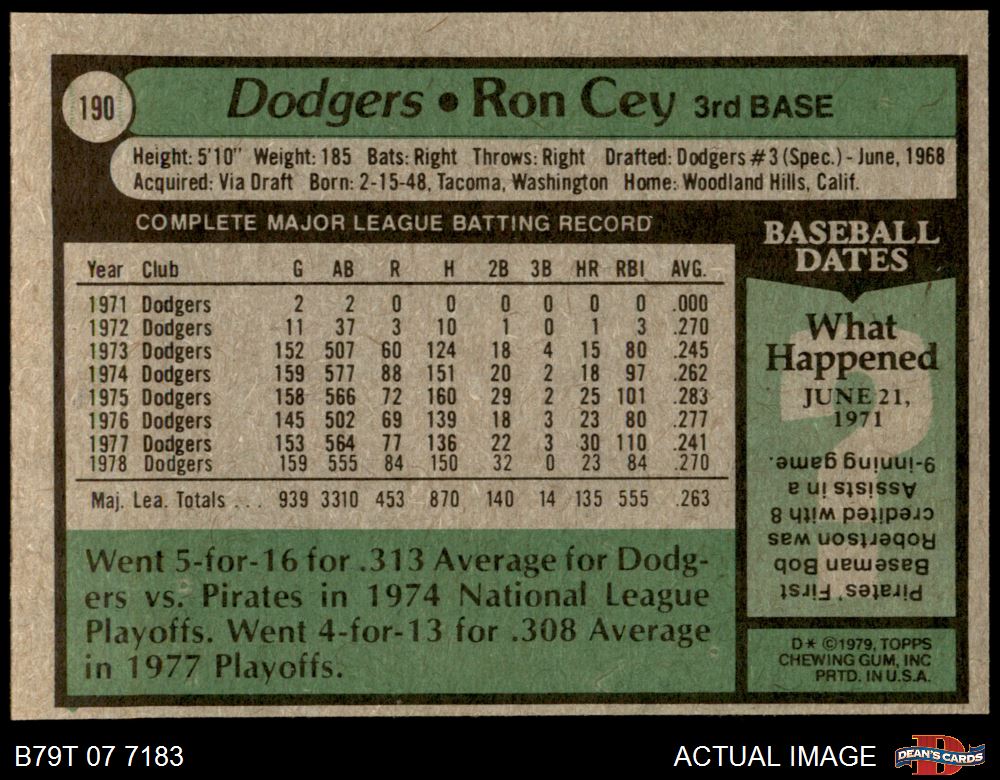 190
Dodgers • Ron Cey 3rd BASE
Height: 5'10" Weight: 185 Bats: Right Throws: Right Drafted: Dodgers #3 (Spec.) - June, 1968
Acquired: Via Draft Born: 2-15-48, Tacoma, Washington Home: Woodland Hills, Calif.
COMPLETE MAJOR LEAGUE BATTING RECORD
Year Club G AB R H 2B 3B HR RBI AVG.
1971 Dodgers 2 2 0 0 0 0 0 0 .000
1972 Dodgers 11 37 3 10 1 0 1 3 .270
1973 Dodgers 152 507 60 124 18 4 15 80 .245
1974 Dodgers 159 577 88 151 20 2 18 97 .262
1975 Dodgers 158 566 72 160 29 2 25 101 .283
1976 Dodgers 145 502 69 139 18 3 23 80 .277
1977 Dodgers 153 564 77 136 22 3 30 110 .241
1978 Dodgers 159 555 84 150 32 0 23 84 .270
Maj. Lea. Totals ... 939 3310 453 870 140 14 135 555 .263
Went 5-for-16 for .313 Average for Dodg-
ers vs. Pirates in 1974 National League
Playoffs. Went 4-for-13 for .308 Average
in 1977 Playoffs.
BASEBALL
DATES
What
Happened
JUNE 21,
1971
Pirates' First
Baseman Bob
Robertson was
credited with 8
Assists in a
9-inning game.
D* ©1979, TOPPS
CHEWING GUM, INC
PRTD. IN U.S.A.
B79T 07 7183
ACTUAL IMAGE
D
DEAN'S CARDS